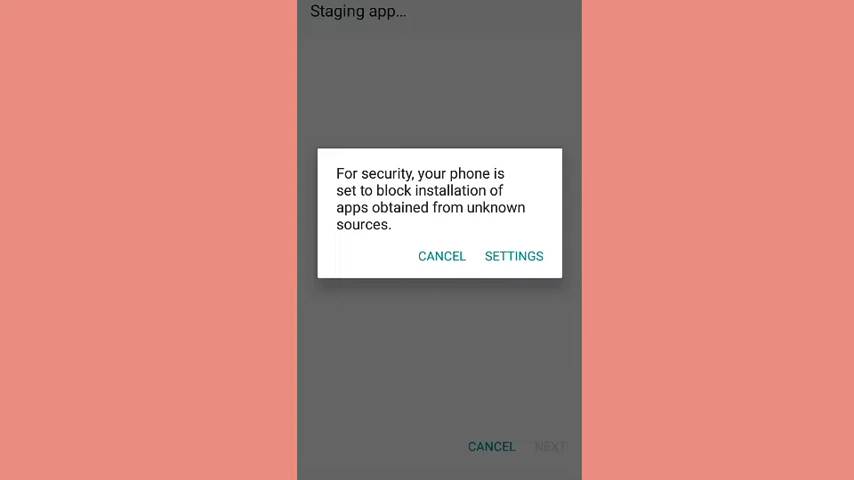 Staging app...
For security, your phone is
set to block installation of
apps obtained from unknown
sources.
CANCEL SETTINGS
CANCEL NEXT